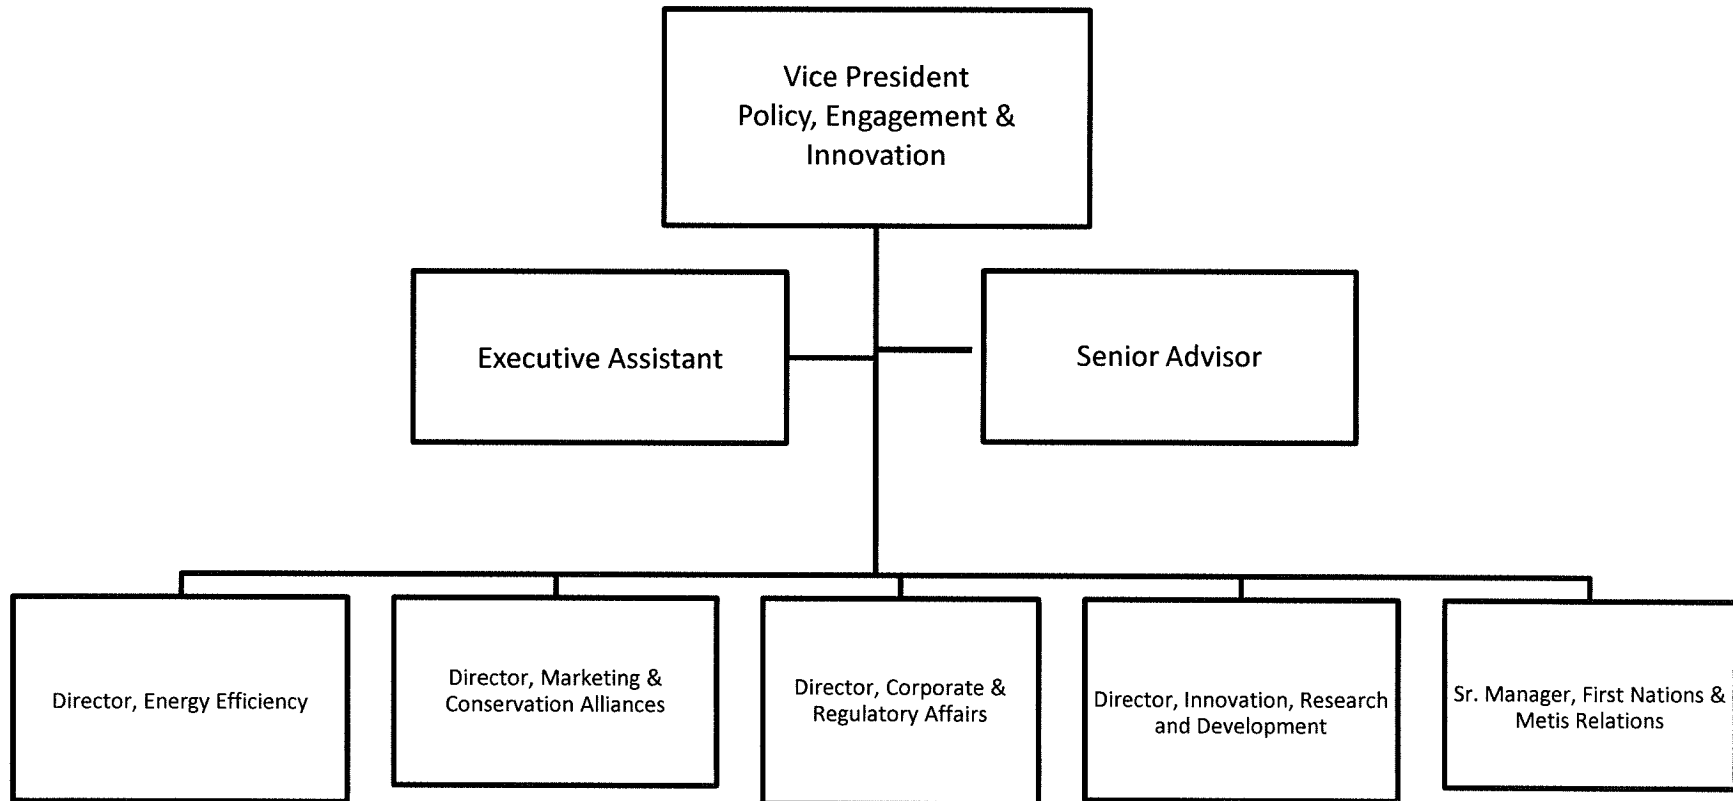 Vice President
Policy, Engagement &
Innovation
Executive Assistant
Senior Advisor
Director, Energy Efficiency
Director, Marketing &
Conservation Alliances
Director, Corporate &
Regulatory Affairs
Director, Innovation, Research
and Development
Sr. Manager, First Nations &
Metis Relations